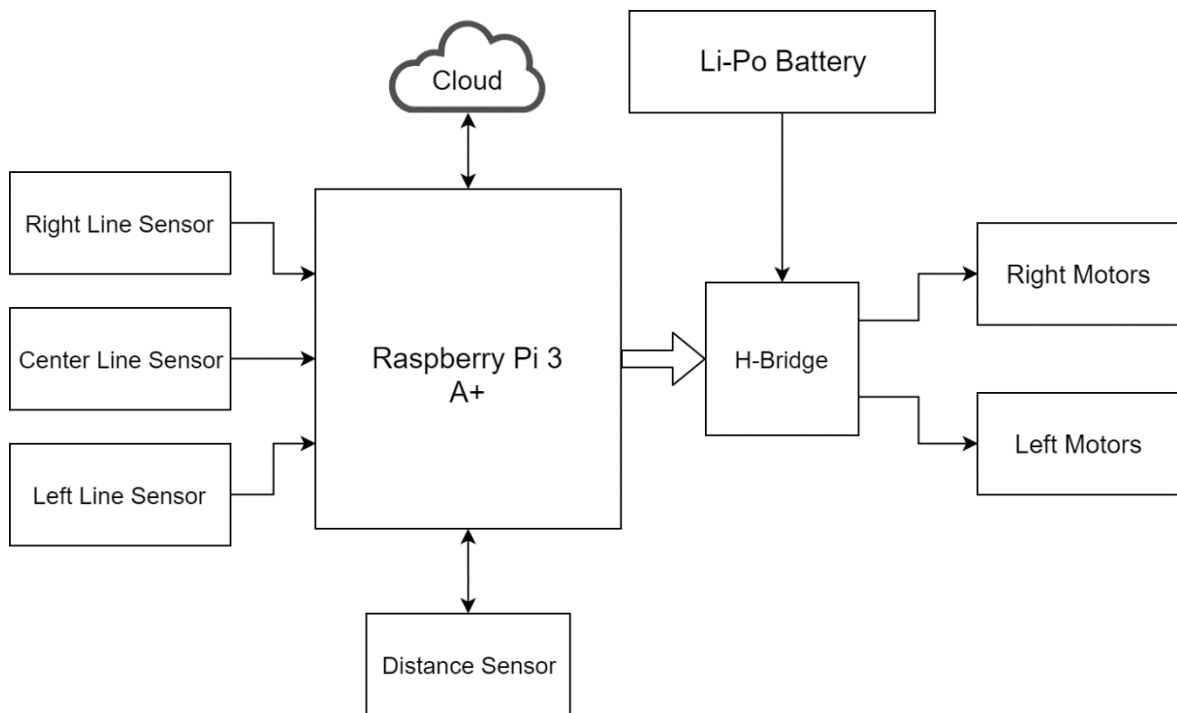 Cloud
Li-Po Battery
Right Line Sensor
Center Line Sensor
Left Line Sensor
Raspberry Pi 3
A+
H-Bridge
Right Motors
Left Motors
Distance Sensor